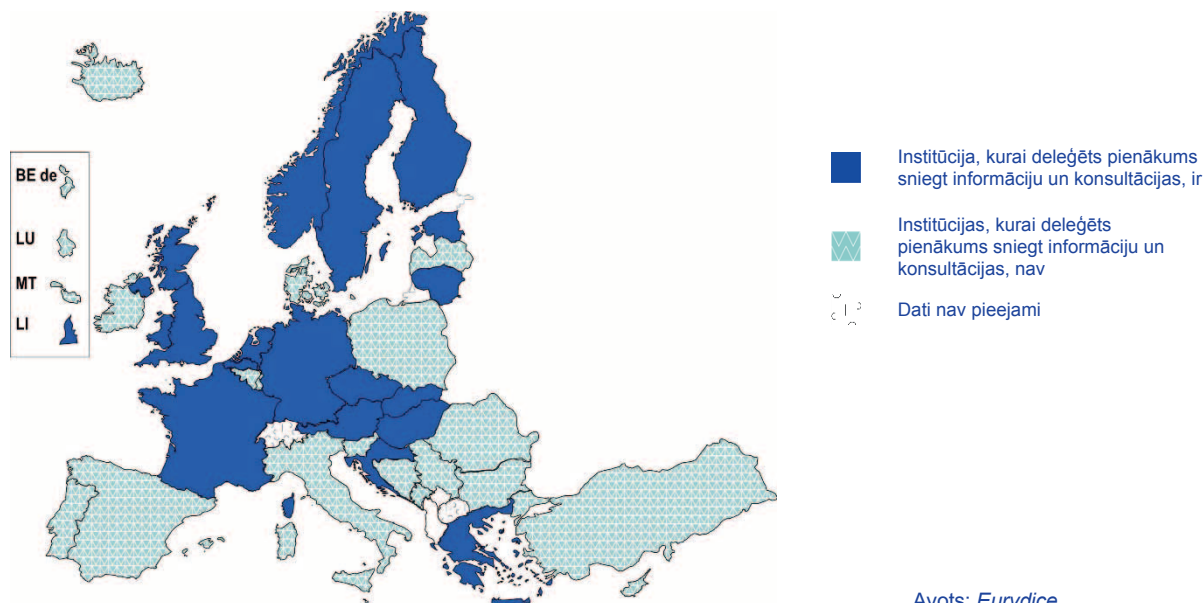 BE de
LU
MT
LI
Institūcija, kurai deleģēts pienākums
sniegt informāciju un konsultācijas, ir
Institūcijas, kurai deleģēts
pienākums sniegt informāciju un
konsultācijas, nav
Dati nav pieejami
Avots: Eurydice